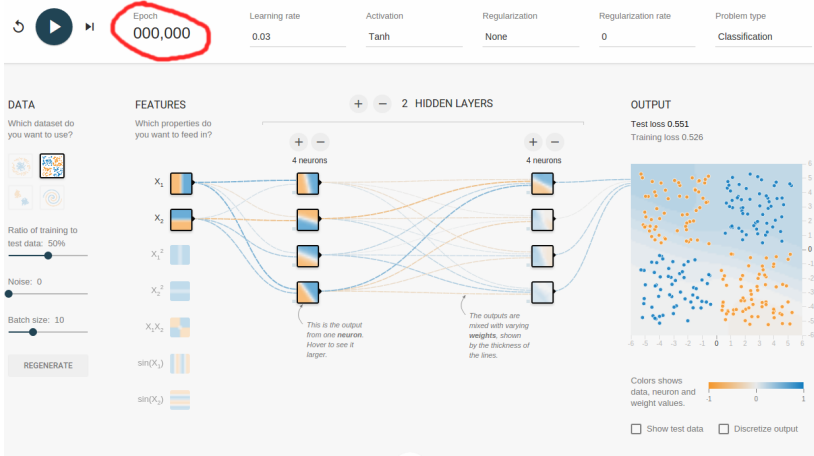 Epoch
000,000
Learning rate
0.03
Activation
Tanh
Regularization
None
Regularization rate
0
Problem type
Classification
DATA
Which dataset do
you want to use?
Ratio of training to
test data: 50%
Noise: 0
Batch size: 10
REGENERATE
FEATURES
Which properties do
you want to feed in?
X₁
X₂
X₁²
X₂²
X₁X₂
sin(X₁)
sin(X₂)
+ − 2 HIDDEN LAYERS
+ −
4 neurons
+ −
4 neurons
This is the output
from one neuron.
Hover to see it
larger.
The outputs are
mixed with varying
weights, shown
by the thickness of
the lines.
OUTPUT
Test loss 0.551
Training loss 0.526
6
5
4
3
2
1
0
-1
-2
-3
-4
-5
-6
-6 -5 -4 -3 -2 -1 0 1 2 3 4 5 6
Colors shows
data, neuron and
weight values.
-1 0 1
Show test data
Discretize output